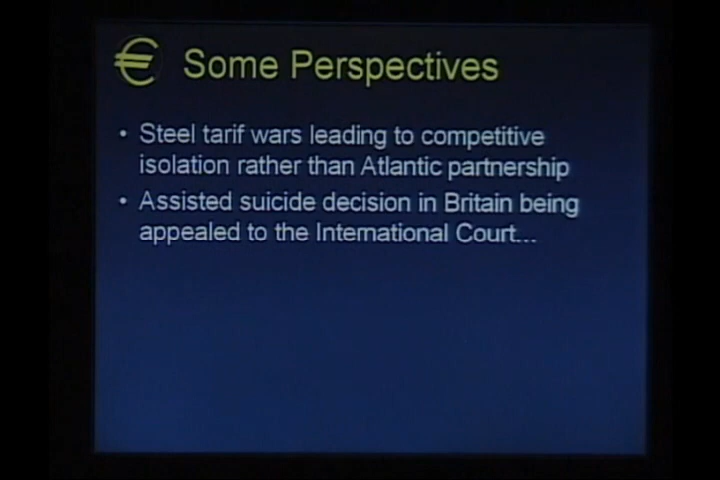 € Some Perspectives
• Steel tarif wars leading to competitive
isolation rather than Atlantic partnership
• Assisted suicide decision in Britain being
appealed to the International Court...